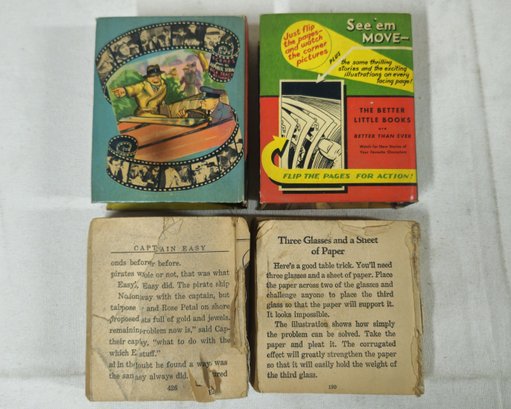 Just flip
the pages-
and watch
the corner
pictures
See 'em
MOVE-
PLUS
the same thrilling
stories and the exciting
illustrations on every
facing page!
THE BETTER
LITTLE BOOKS
are
BETTER THAN EVER
Watch for New Stories of
Your Favorite Characters
FLIP THE PAGES FOR ACTION!
CAPTAIN EASY
onds before before.
pirates or not, that was what
Easy, Easy did. The pirate ship
with the captain, but
and Rose Petal on shore
its full of gold and jewels.
now is," said Cap-
"what to do with the
which E stuff."
doubt he found a way, was
always did.
426
Three Glasses and a Sheet
of Paper
Here's a good table trick. You'll need
three glasses and a sheet of paper. Place
the paper across two of the glasses and
challenge anyone to place the third
glass so that the paper will support it.
It looks impossible.
The illustration shows how simply
the problem can be solved. Take the
paper and pleat it. The corrugated
effect will greatly strengthen the paper
so that it will easily hold the weight of
the third glass.
190